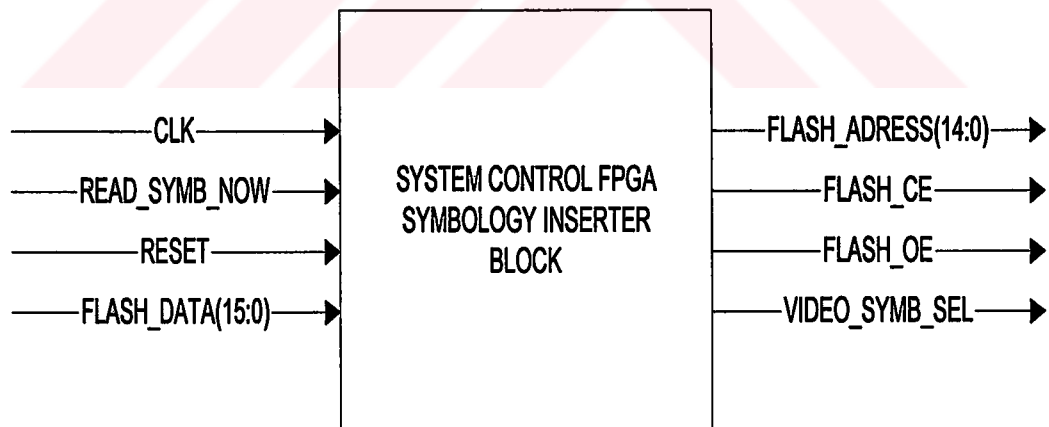 CLK
READ_SYMB_NOW
RESET
FLASH_DATA(15:0)
SYSTEM CONTROL FPGA
SYMBOLOGY INSERTER
BLOCK
FLASH_ADRESS(14:0)
FLASH_CE
FLASH_OE
VIDEO_SYMB_SEL